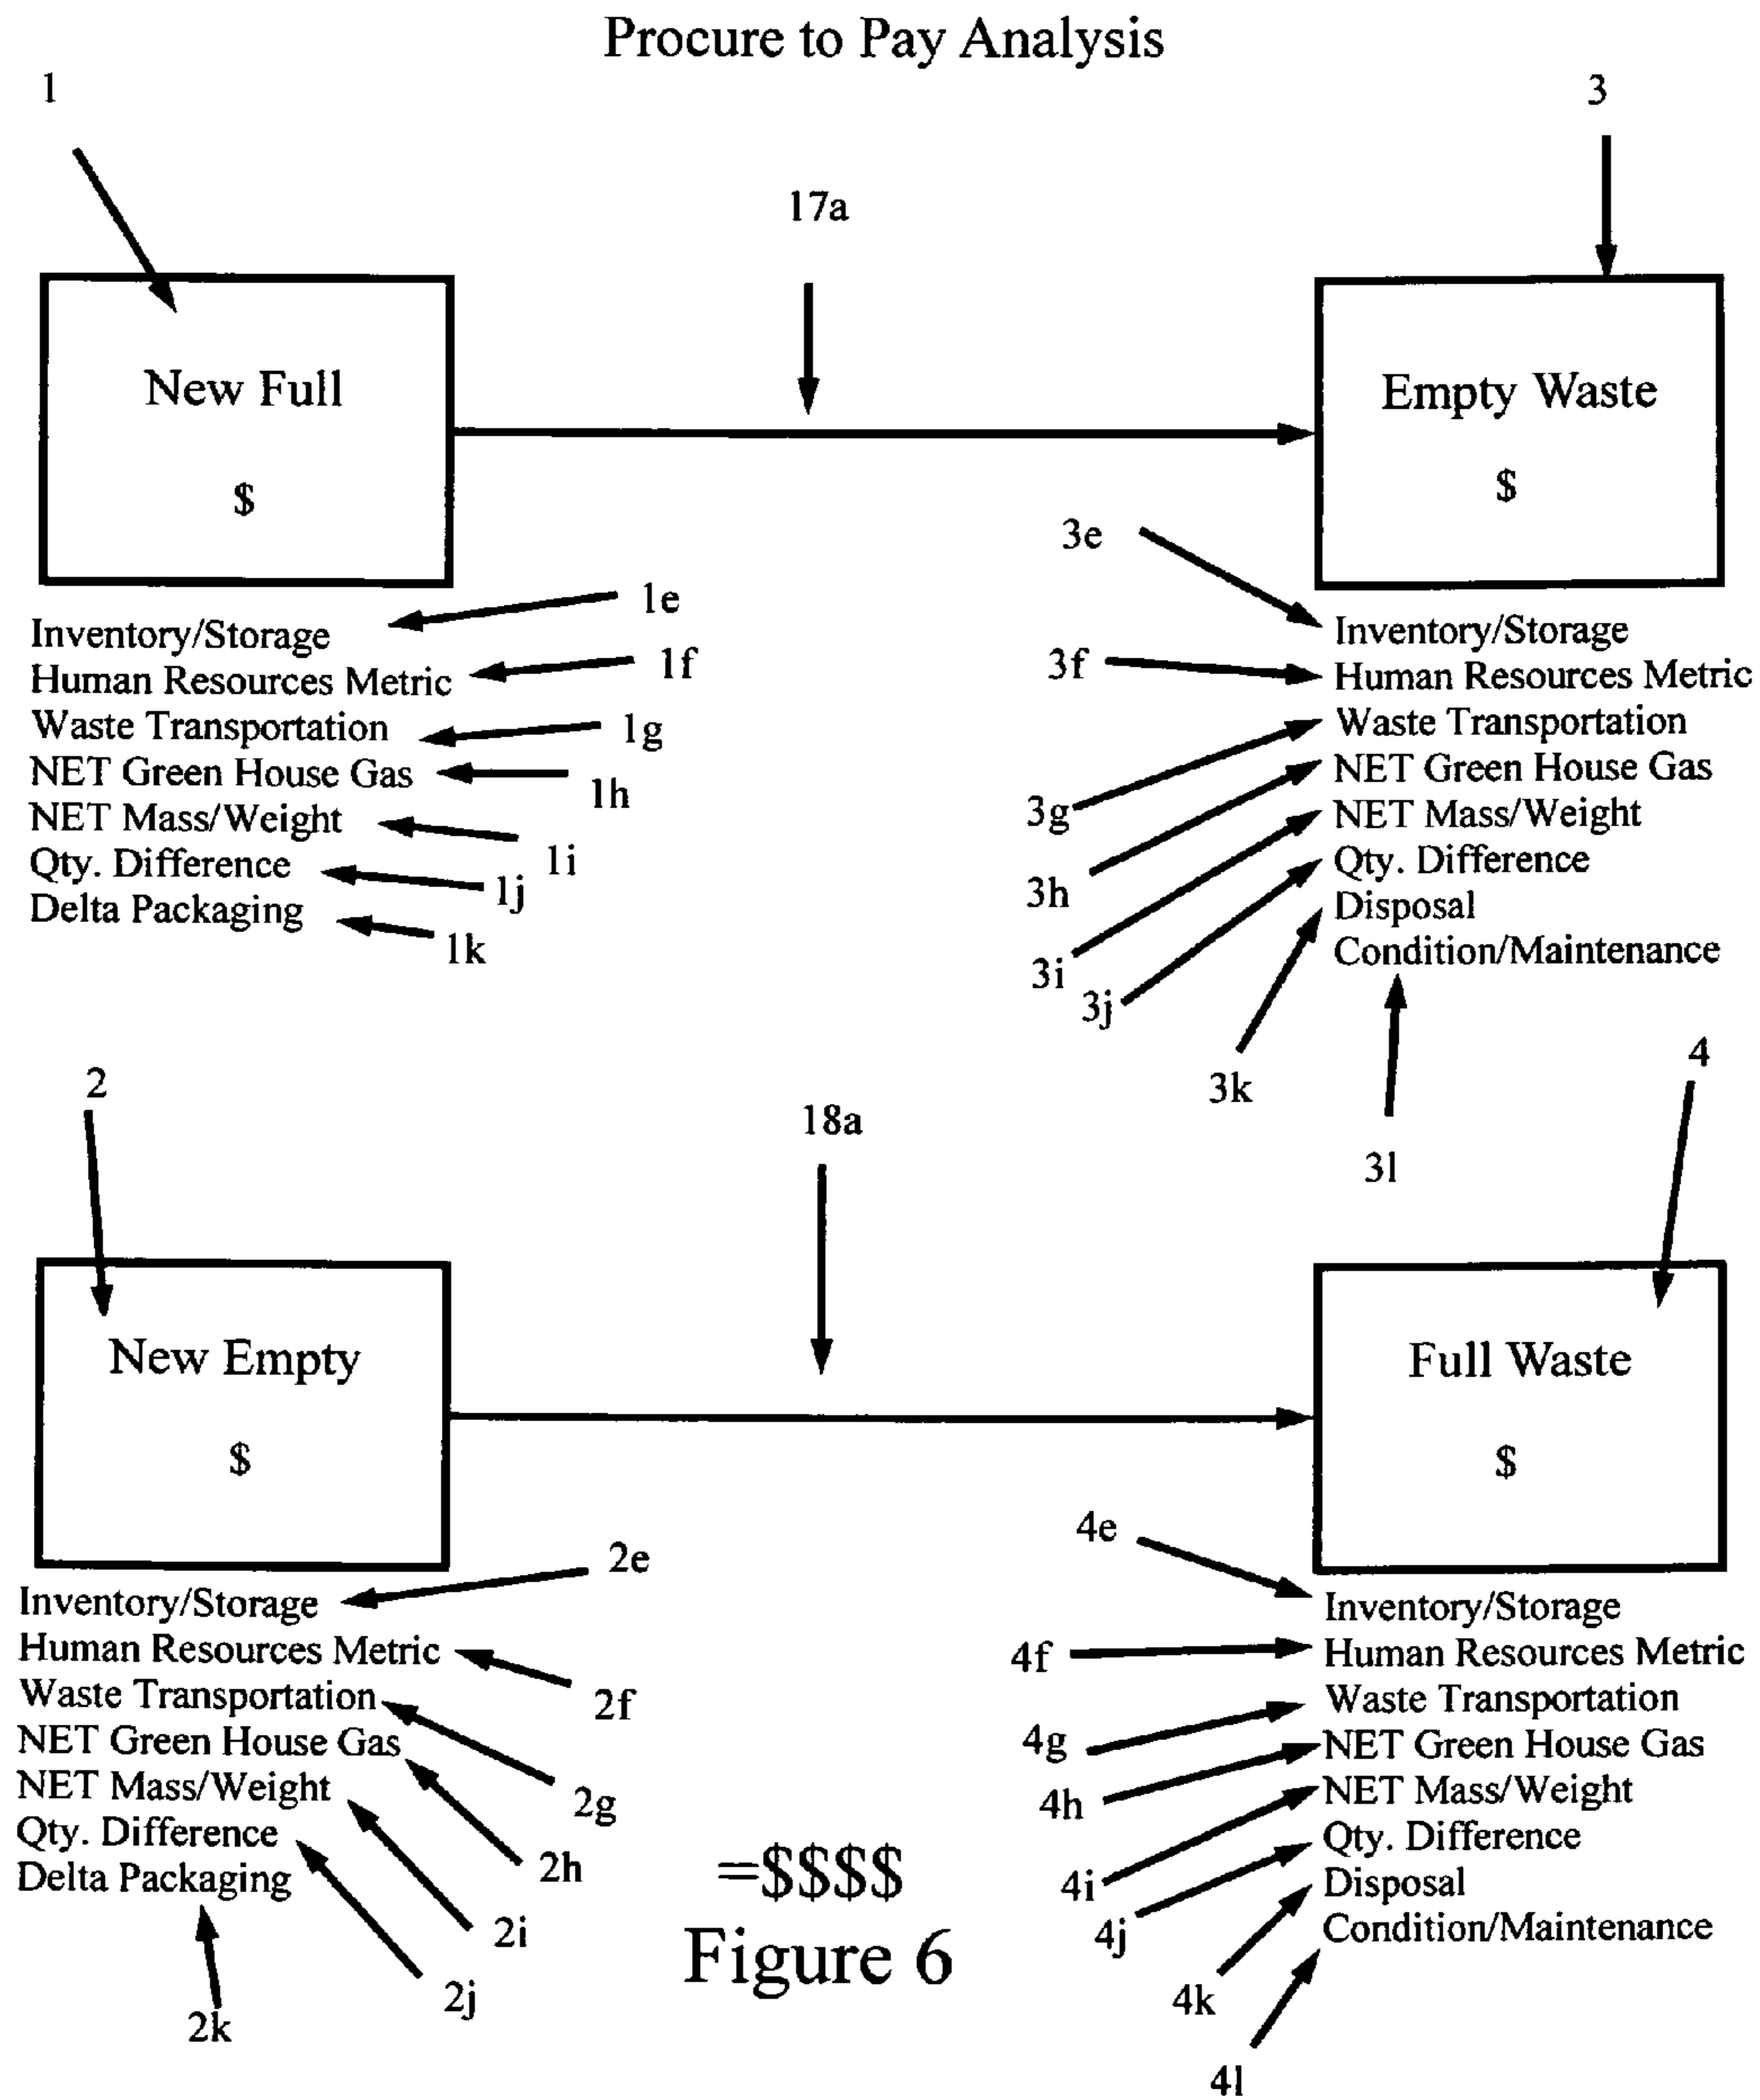 Procure to Pay Analysis
1
3
17a
New Full
$
Empty Waste
$
1e
1f
1g
1h
1i
1j
1k
Inventory/Storage
Human Resources Metric
Waste Transportation
NET Green House Gas
NET Mass/Weight
Qty. Difference
Delta Packaging
3e
3f
3g
3h
3i
3j
3k
3l
Inventory/Storage
Human Resources Metric
Waste Transportation
NET Green House Gas
NET Mass/Weight
Qty. Difference
Disposal
Condition/Maintenance
2
18a
4
New Empty
$
Full Waste
$
2e
2f
2g
2h
2i
2j
2k
Inventory/Storage
Human Resources Metric
Waste Transportation
NET Green House Gas
NET Mass/Weight
Qty. Difference
Delta Packaging
4e
4f
4g
4h
4i
4j
4k
4l
Inventory/Storage
Human Resources Metric
Waste Transportation
NET Green House Gas
NET Mass/Weight
Qty. Difference
Disposal
Condition/Maintenance
=$$$$
Figure 6